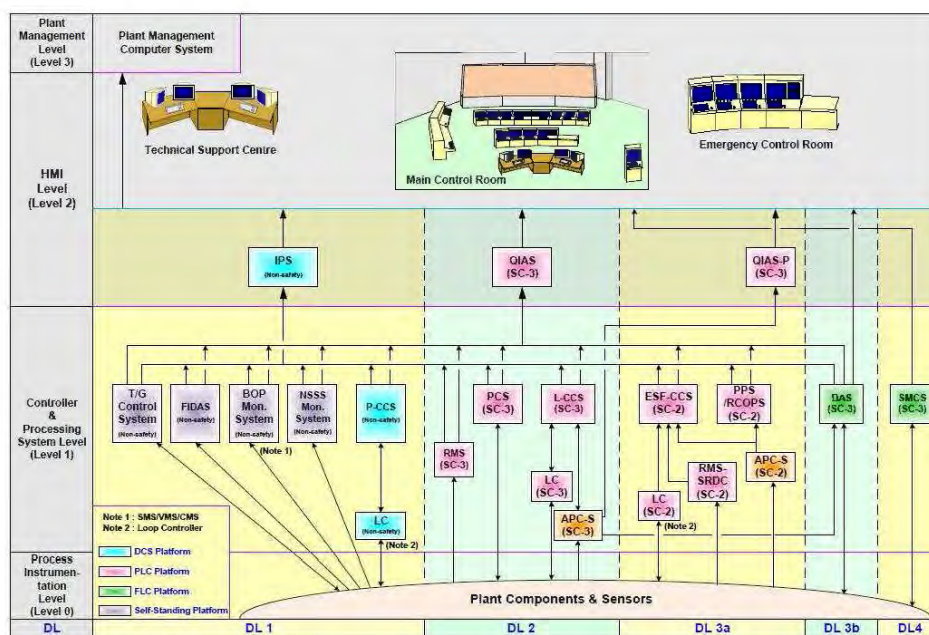 Plant
Management
Level
(Level 3)
Plant Management
Computer System
Technical Support Centre
Main Control Room
Emergency Control Room
HMI
Level
(Level 2)
IPS
(Non-safety)
QIAS
(SC-3)
QIAS-P
(SC-3)
Controller
&
Processing
System Level
(Level 1)
T/G
Control
System
(Non-safety)
FIDAS
(Non-safety)
BOP
Mon.
System
(Non-safety)
NSSS
Mon.
System
(Non-safety)
P-CCS
(Non-safety)
PCS
(SC-3)
L-CCS
(SC-3)
ESF-CCS
(SC-2)
PPS
/RCOPS
(SC-2)
DAS
(SC-3)
SMCS
(SC-3)
(Note 1)
RMS
(SC-3)
LC
(SC-3)
RMS-
SRDC
(SC-2)
APC-S
(SC-2)
LC
(SC-2)
(Note 2)
LC
(Non-safety)
(Note 2)
APC-S
(SC-3)
Note 1 : SMS/VMS/CMS
Note 2 : Loop Controller
DCS Platform
PLC Platform
FLC Platform
Self-Standing Platform
Process
Instrumen-
tation
Level
(Level 0)
Plant Components & Sensors
DL
DL 1
DL 2
DL 3a
DL 3b
DL4